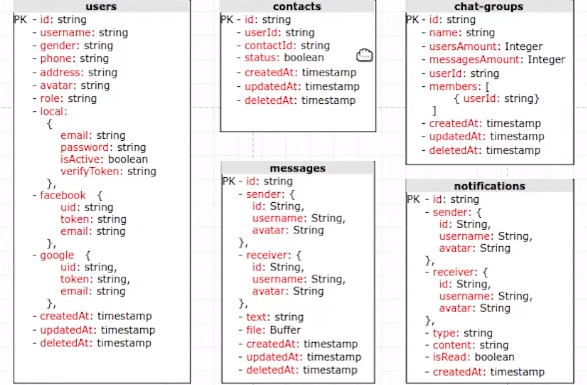 users
PK - id: string
- username: string
- gender: string
- phone: string
- address: string
- avatar: string
- role: string
- local:
{
email: string
password: string
isActive: boolean
verifyToken: string
},
- facebook {
uid: string
token: string
email: string
},
- google {
uid: string,
token: string,
email: string
},
- createdAt: timestamp
- updatedAt: timestamp
- deletedAt: timestamp
contacts
PK - id: string
- userId: string
- contactId: string
- status: boolean
- createdAt: timestamp
- updatedAt: timestamp
- deletedAt: timestamp
chat-groups
PK - id: string
- name: string
- usersAmount: Integer
- messagesAmount: Integer
- userId: string
- members: [
{ userId: string}
]
- createdAt: timestamp
- updatedAt: timestamp
- deletedAt: timestamp
messages
PK - id: string
- sender: {
id: String,
username: String,
avatar: String
},
- receiver: {
id: String,
username: String,
avatar: String
},
- text: string
- file: Buffer
- createdAt: timestamp
- updatedAt: timestamp
- deletedAt: timestamp
notifications
PK - id: string
- sender: {
id: String,
username: String,
avatar: String
},
- receiver: {
id: String,
username: String,
avatar: String
},
- type: string
- content: string
- isRead: boolean
- createdAt: timestamp